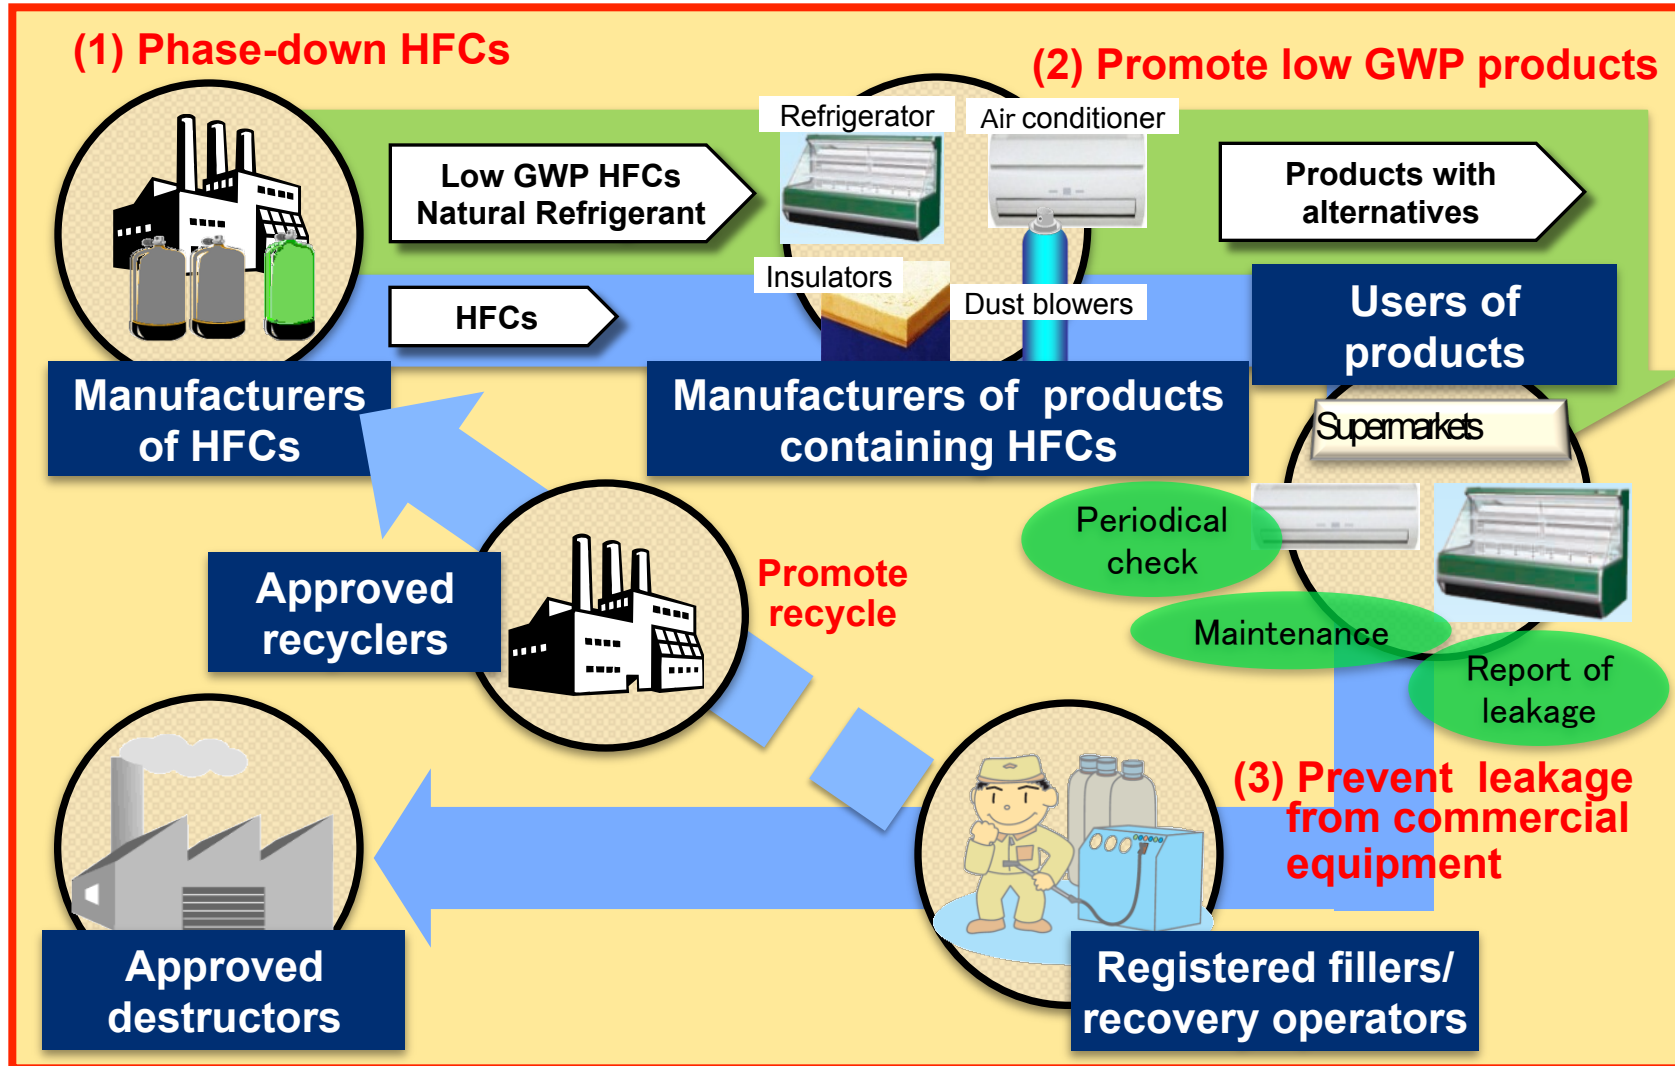 (1) Phase-down HFCs
(2) Promote low GWP products
Refrigerator
Air conditioner
Low GWP HFCs
Natural Refrigerant
Products with
alternatives
Insulators
Dust blowers
HFCs
Users of
products
Manufacturers
of HFCs
Manufacturers of products
containing HFCs
Supermarkets
Periodical
check
Approved
recyclers
Promote
recycle
Maintenance
Report of
leakage
(3) Prevent leakage
from commercial
equipment
Approved
destructors
Registered fillers/
recovery operators